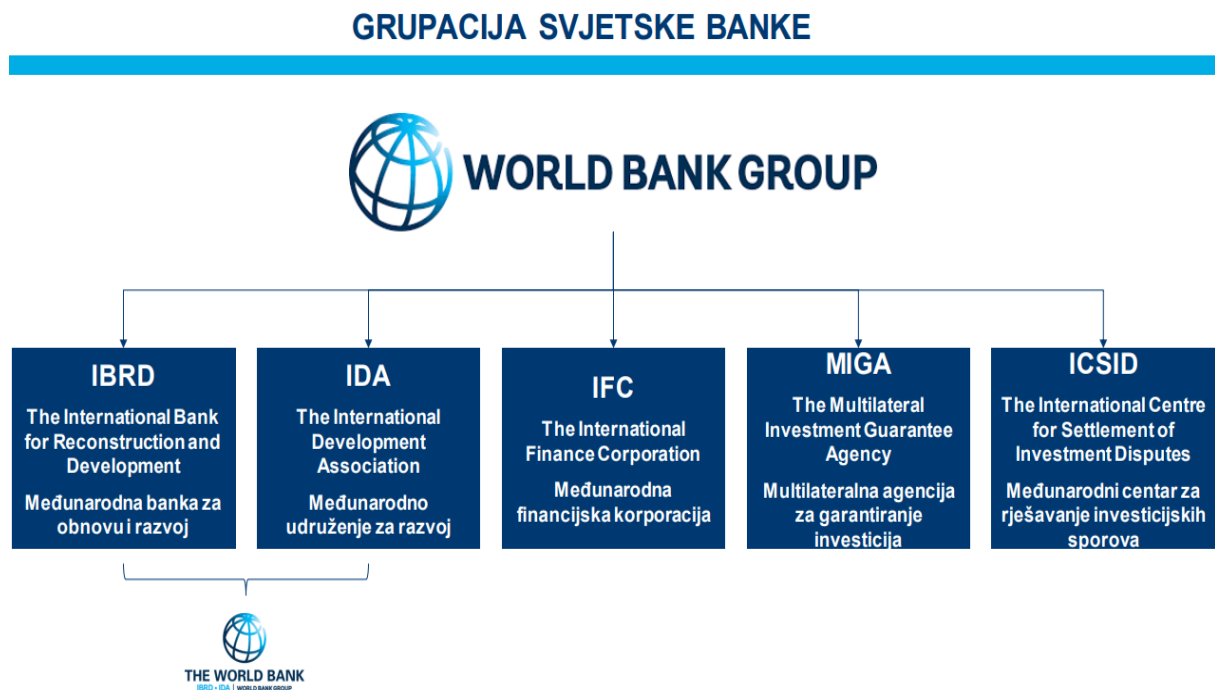 GRUPACIJA SVJETSKE BANKE
WORLD BANK GROUP
IBRD
The International Bank
for Reconstruction and
Development
Međunarodna banka za
obnovu i razvoj
IDA
The International
Development
Association
Međunarodno
udruženje za razvoj
IFC
The International
Finance Corporation
Međunarodna
financijska korporacija
MIGA
The Multilateral
Investment Guarantee
Agency
Multilateralna agencija
za garantiranje
investicija
ICSID
The International Centre
for Settlement of
Investment Disputes
Međunarodni centar za
rješavanje investicijskih
sporova
THE WORLD BANK
IBRD • IDA | WORLD BANK GROUP